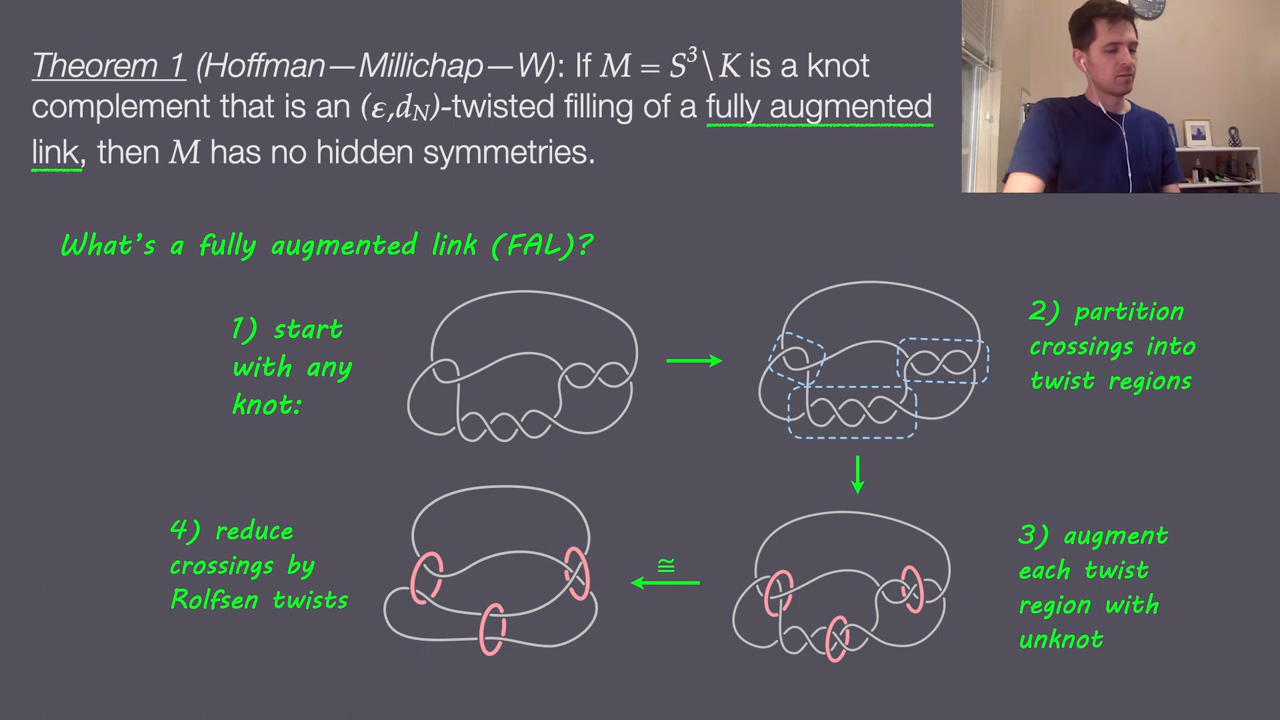 Theorem 1 (Hoffman—Millichap—W): If M = S³\K is a knot
complement that is an (ε,d_N)-twisted filling of a fully augmented
link, then M has no hidden symmetries.
What's a fully augmented link (FAL)?
1) start
with any
knot:
2) partition
crossings into
twist regions
4) reduce
crossings by
Rolfsen twists
≅
3) augment
each twist
region with
unknot